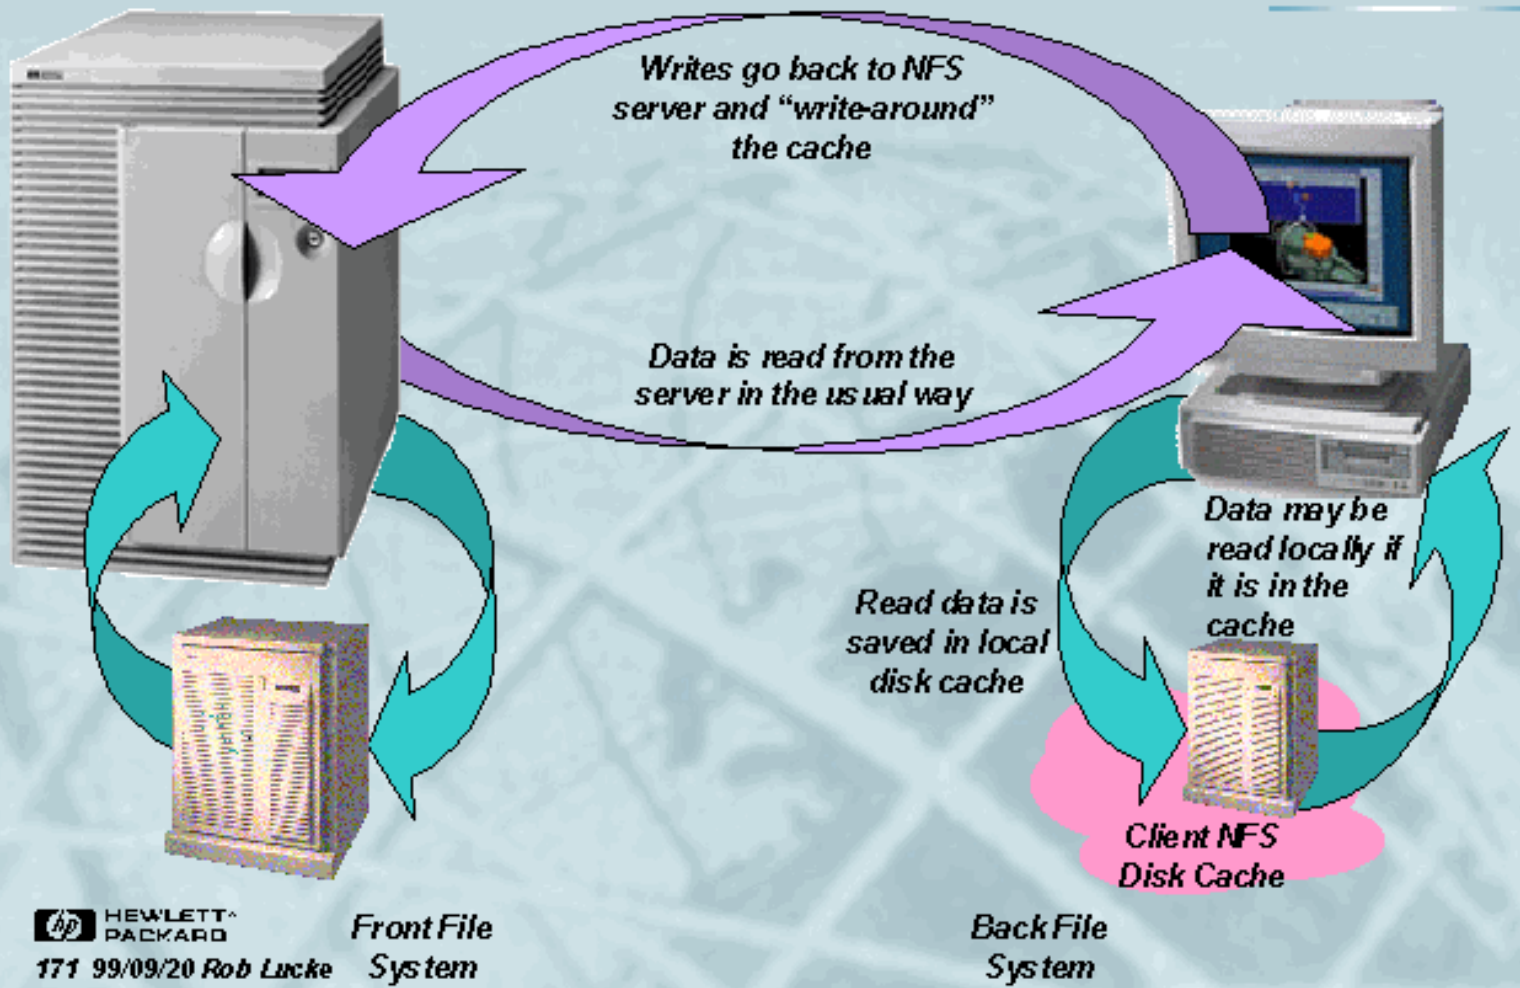 Writes go back to NFS
server and “write-around”
the cache
Data is read from the
server in the usual way
Data may be
read locally if
it is in the
cache
Read data is
saved in local
disk cache
Client NFS
Disk Cache
hp HEWLETT
PACKARD
Front File
System
Back File
System
171 99/09/20 Rob Lucke